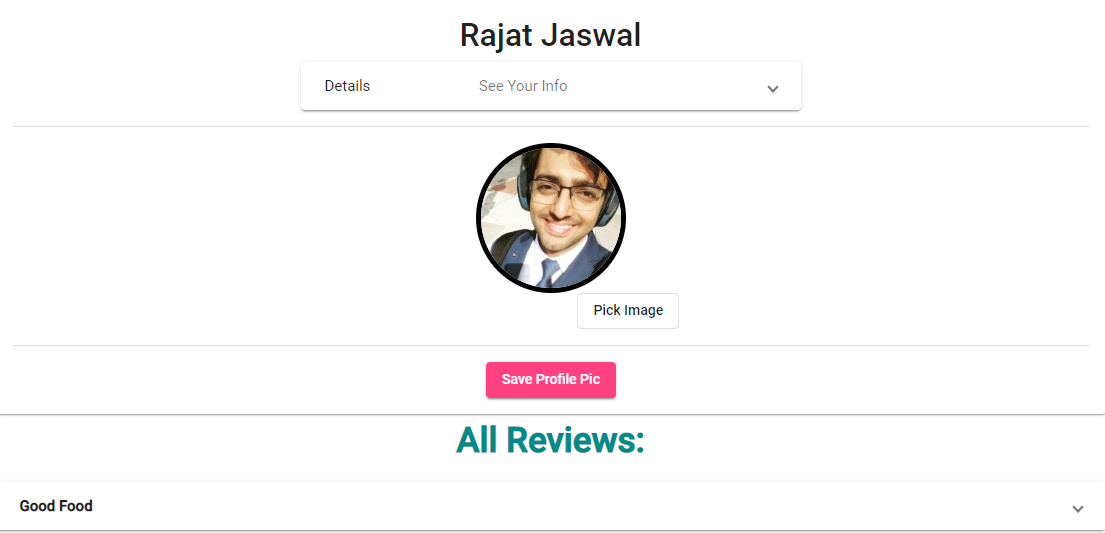 Rajat Jaswal
Details See Your Info
Pick Image
Save Profile Pic
All Reviews:
Good Food